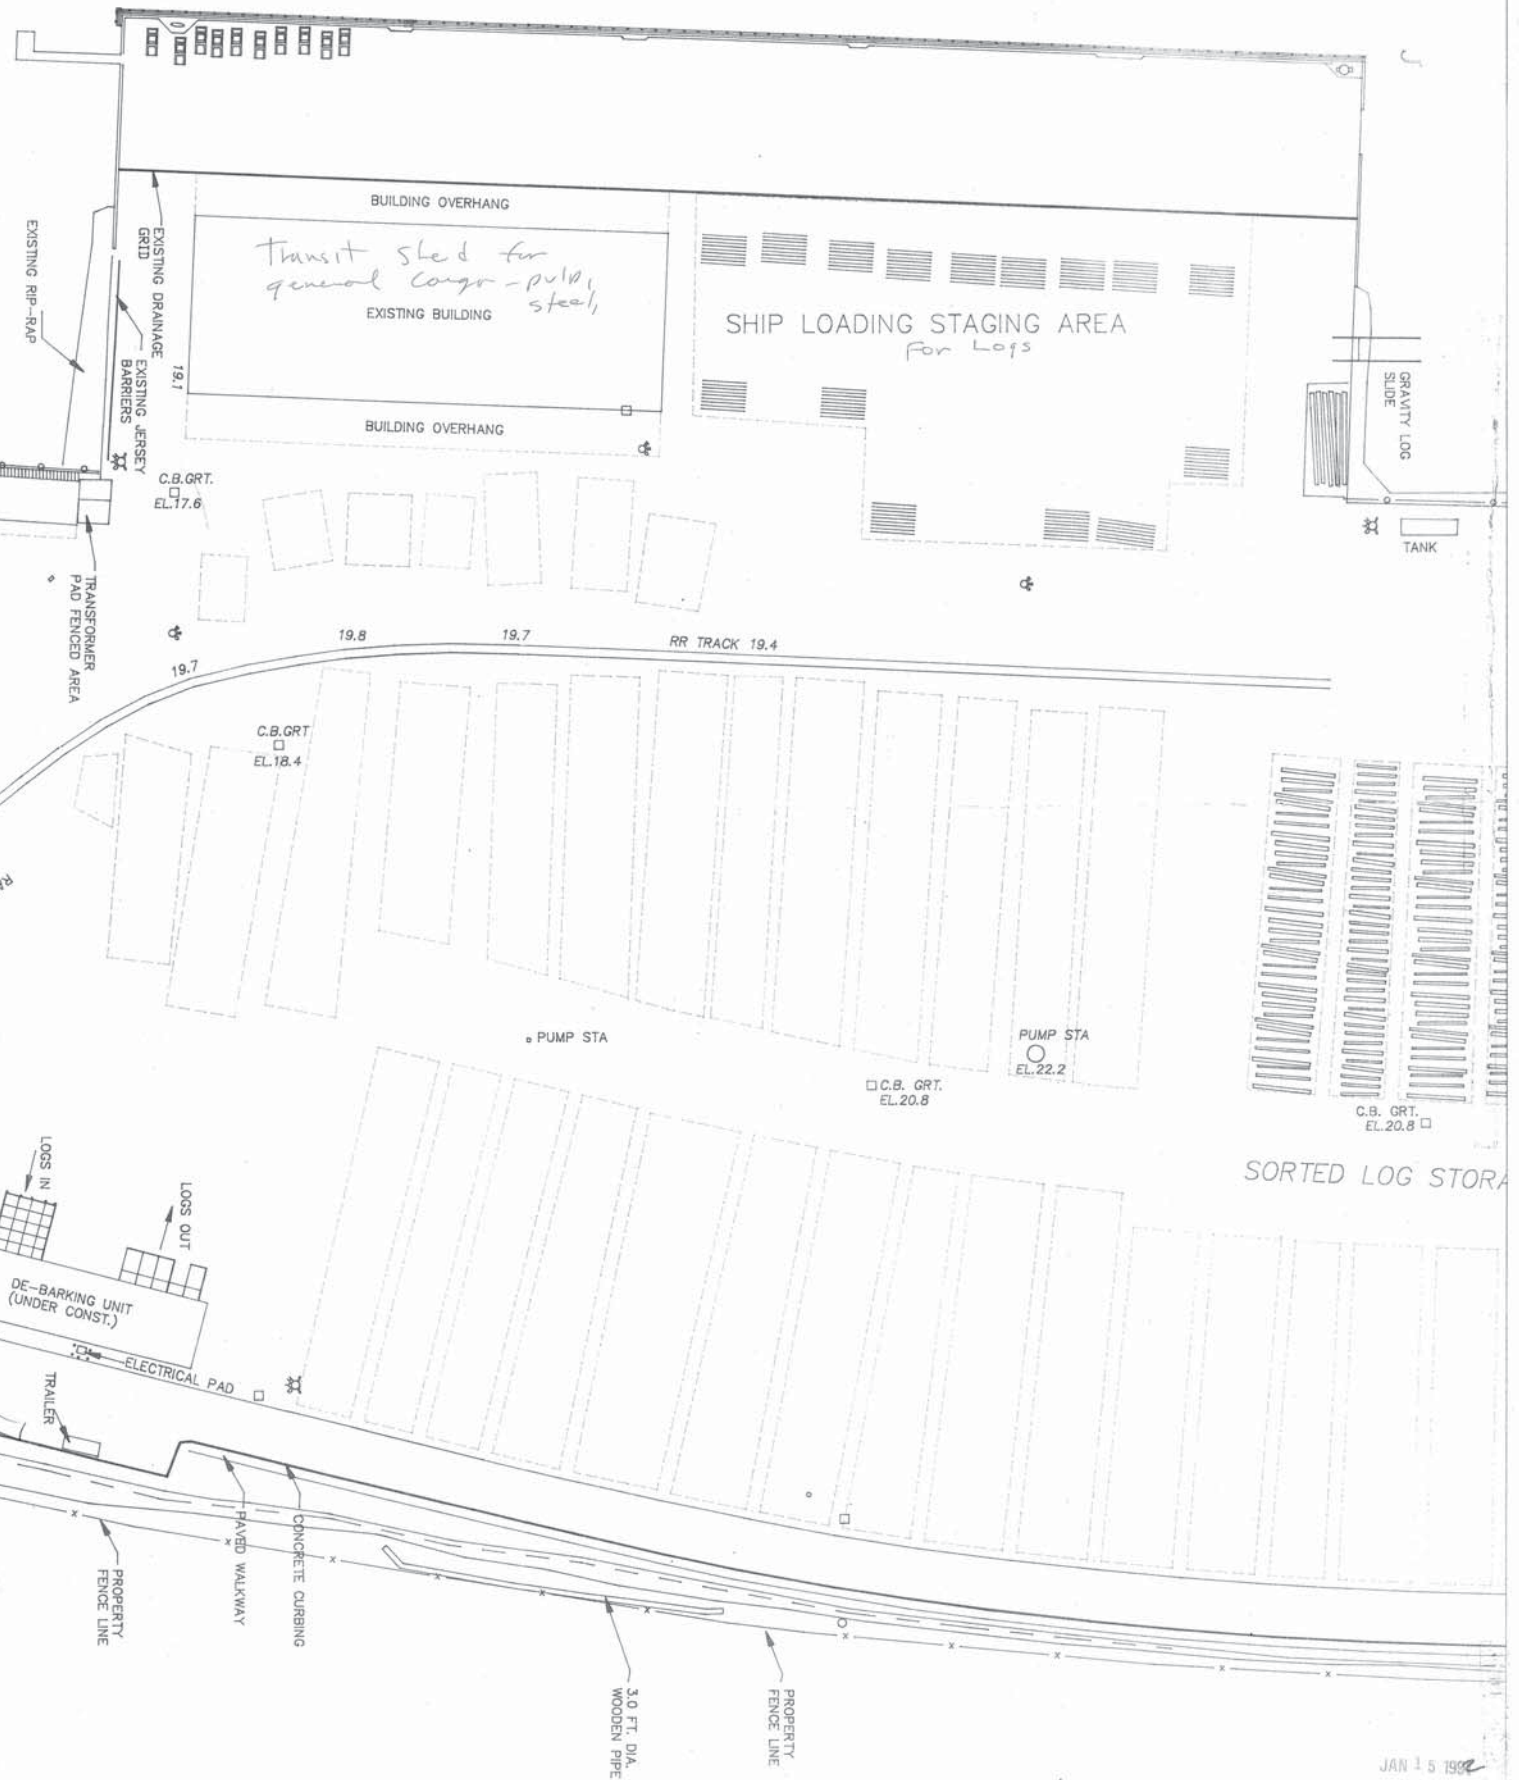 BUILDING OVERHANG
Transit shed for
general cargo - pulp,
steel,
EXISTING BUILDING
BUILDING OVERHANG
SHIP LOADING STAGING AREA
For Logs
EXISTING RIP-RAP
EXISTING DRAINAGE
GRID
EXISTING JERSEY
BARRIERS
19.1
GRAVITY LOG
SLIDE
TANK
C.B.GRT.
EL.17.6
TRANSFORMER
PAD FENCED AREA
19.7
19.8
19.7
RR TRACK 19.4
C.B.GRT
EL.18.4
PUMP STA
PUMP STA
EL.22.2
C.B. GRT.
EL.20.8
C.B. GRT.
EL.20.8
SORTED LOG STORA
LOGS IN
LOGS OUT
DE-BARKING UNIT
(UNDER CONST.)
ELECTRICAL PAD
TRAILER
PROPERTY
FENCE LINE
PAVED WALKWAY
CONCRETE CURBING
3.0 FT. DIA.
WOODEN PIPE
PROPERTY
FENCE LINE
JAN 15 1992